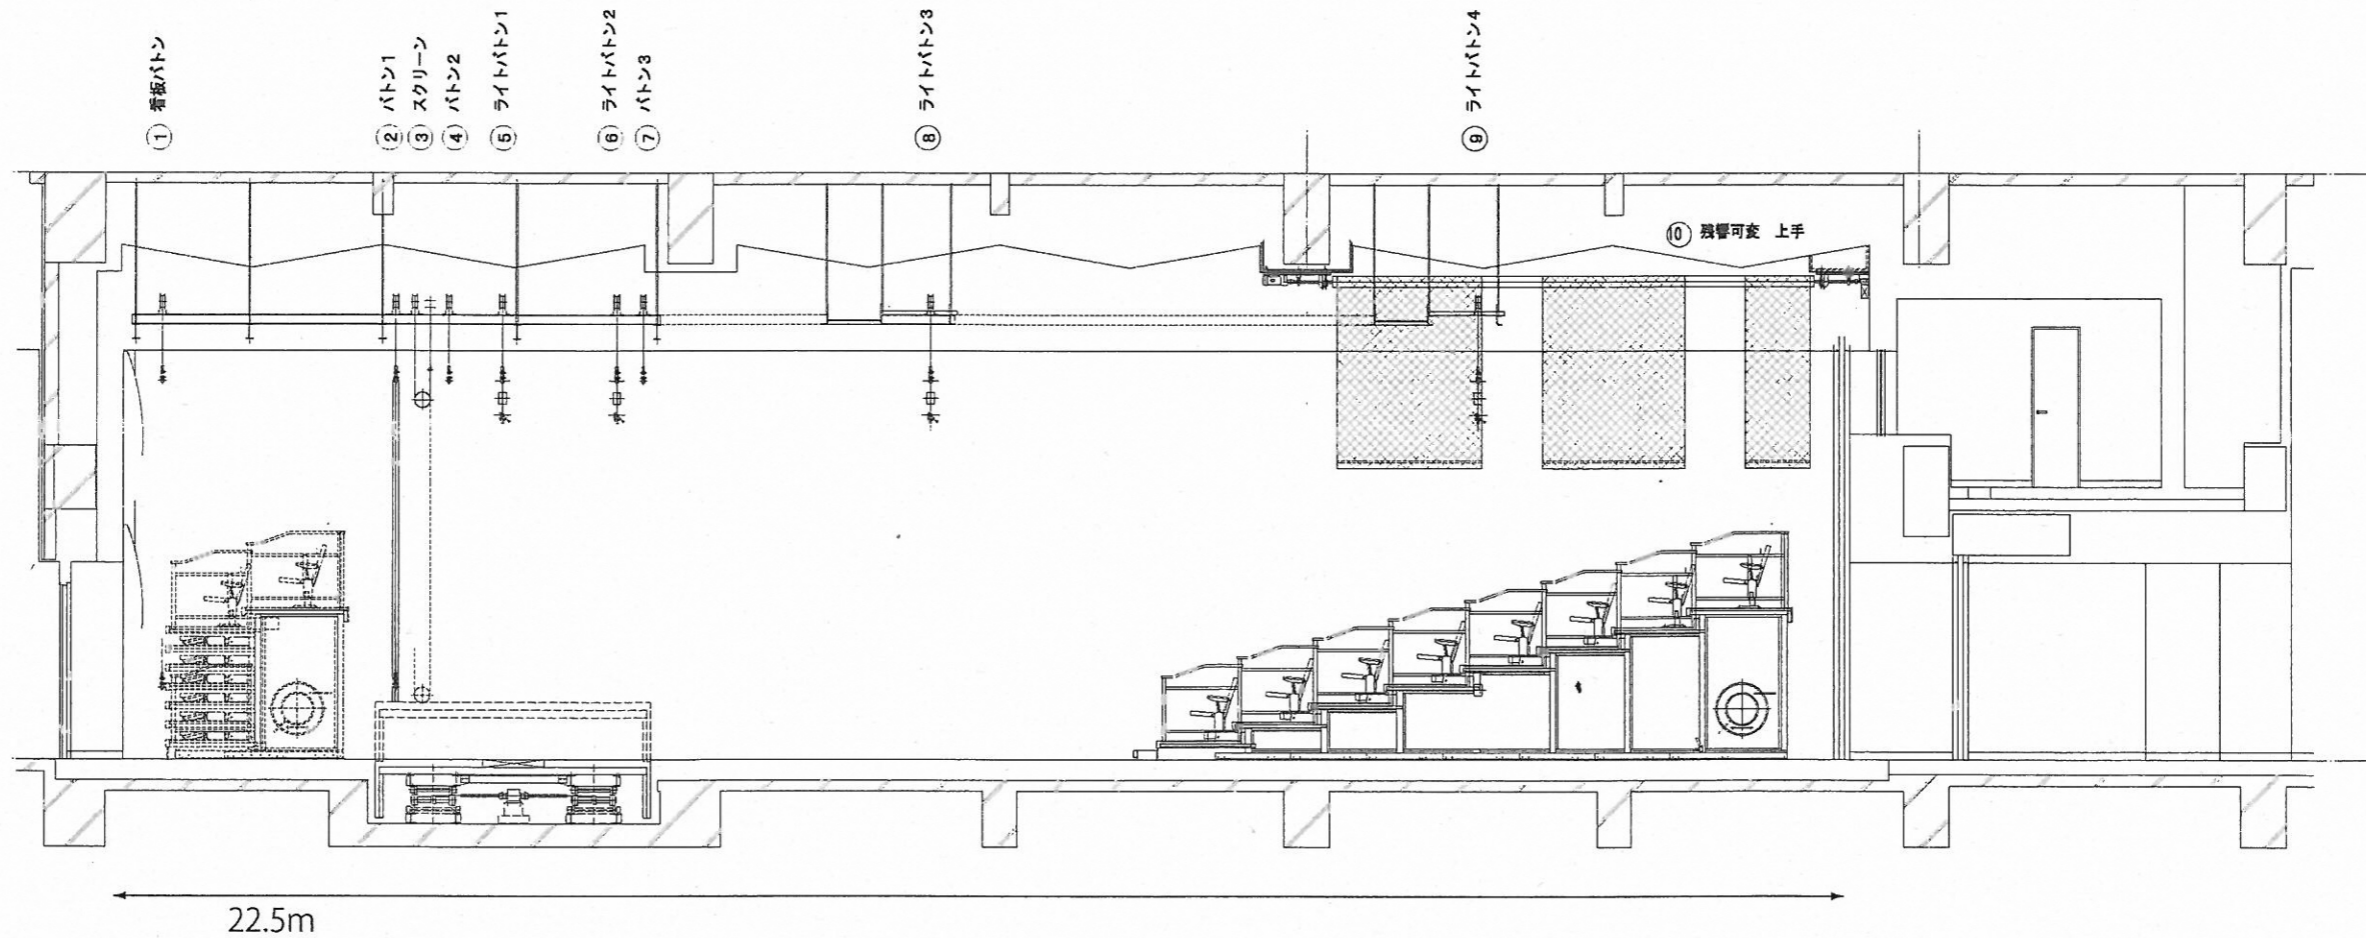 ① 看板バトン
② バトン1
③ スクリーン
④ バトン2
⑤ ライトバトン1
⑥ ライトバトン2
⑦ バトン3
⑧ ライトバトン3
⑨ ライトバトン4
⑩ 残響可変 上手
22.5m